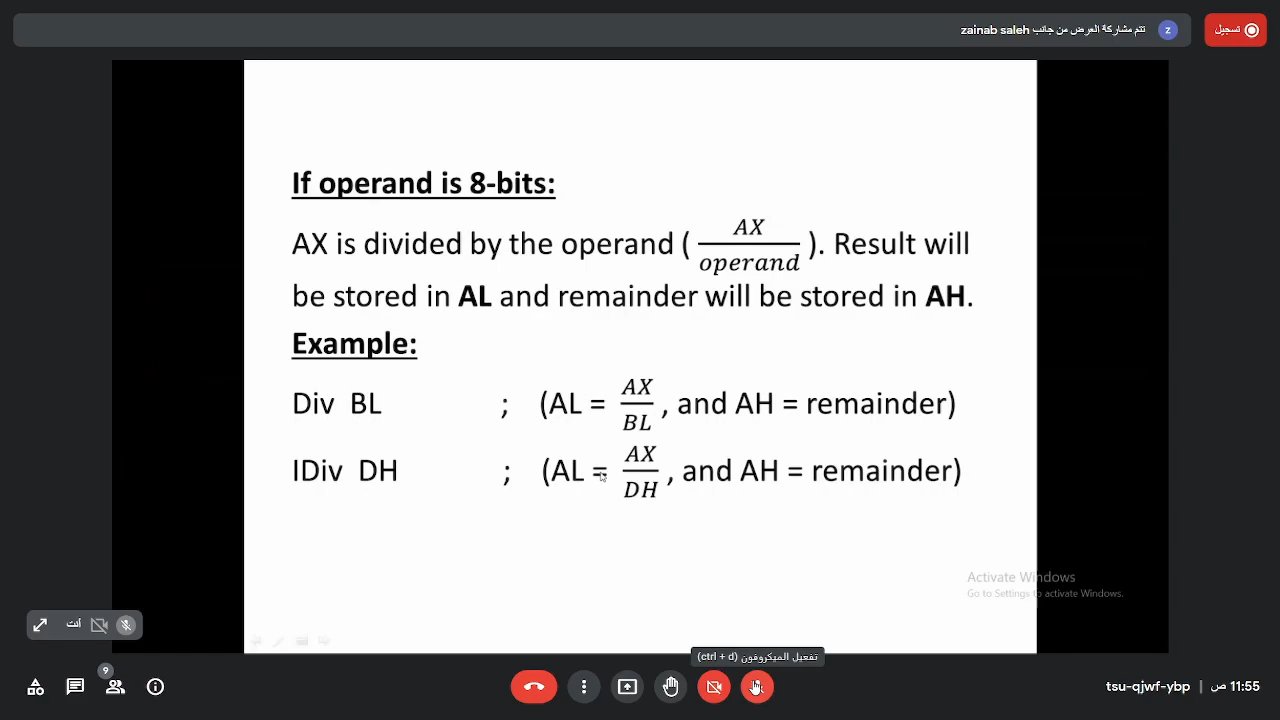 تتم مشاركة العرض من جانب zainab saleh
z
تسجيل
If operand is 8-bits:
AX is divided by the operand ( AX / operand ). Result will
be stored in AL and remainder will be stored in AH.
Example:
Div BL ; (AL = AX / BL , and AH = remainder)
IDiv DH ; (AL = AX / DH , and AH = remainder)
Activate Windows
Go to Settings to activate Windows.
أنت
تفعيل الميكروفون (ctrl + d)
9
tsu-qjwf-ybp
11:55 ص